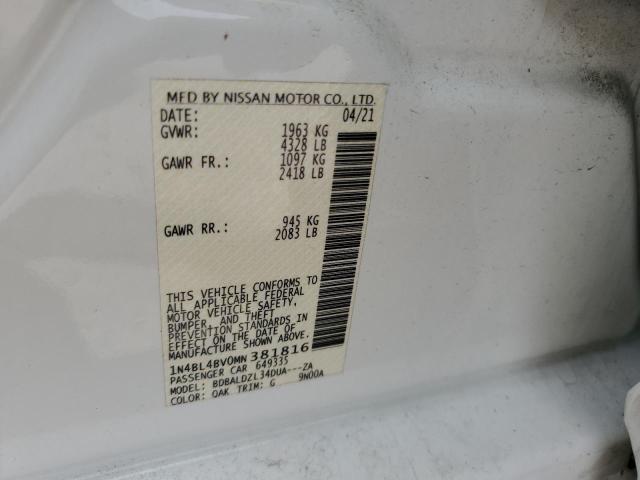 MFD BY NISSAN MOTOR CO., LTD.
DATE: 04/21
GVWR: 1963 KG
4328 LB
GAWR FR.: 1097 KG
2418 LB
GAWR RR.: 945 KG
2083 LB
THIS VEHICLE CONFORMS TO
ALL APPLICABLE FEDERAL
MOTOR VEHICLE SAFETY,
BUMPER, AND THEFT
PREVENTION STANDARDS IN
EFFECT ON THE DATE OF
MANUFACTURE SHOWN ABOVE.
1N4BL4BV0MN381816
PASSENGER CAR 649335
MODEL: BDBALDZL34DUA---ZA
COLOR: QAK TRIM: G 9N00A